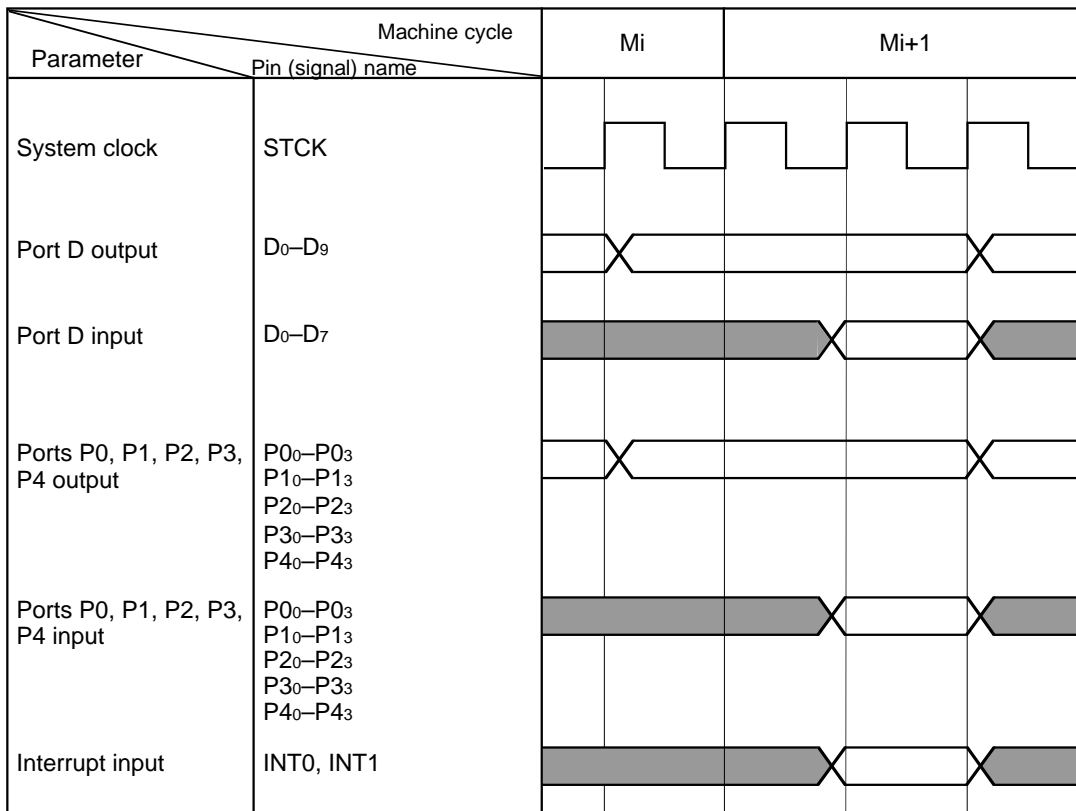 Machine cycle
Parameter
Pin (signal) name
Mi
Mi+1
System clock
STCK
Port D output
D0–D9
Port D input
D0–D7
Ports P0, P1, P2, P3,
P4 output
P00–P03
P10–P13
P20–P23
P30–P33
P40–P43
Ports P0, P1, P2, P3,
P4 input
P00–P03
P10–P13
P20–P23
P30–P33
P40–P43
Interrupt input
INT0, INT1